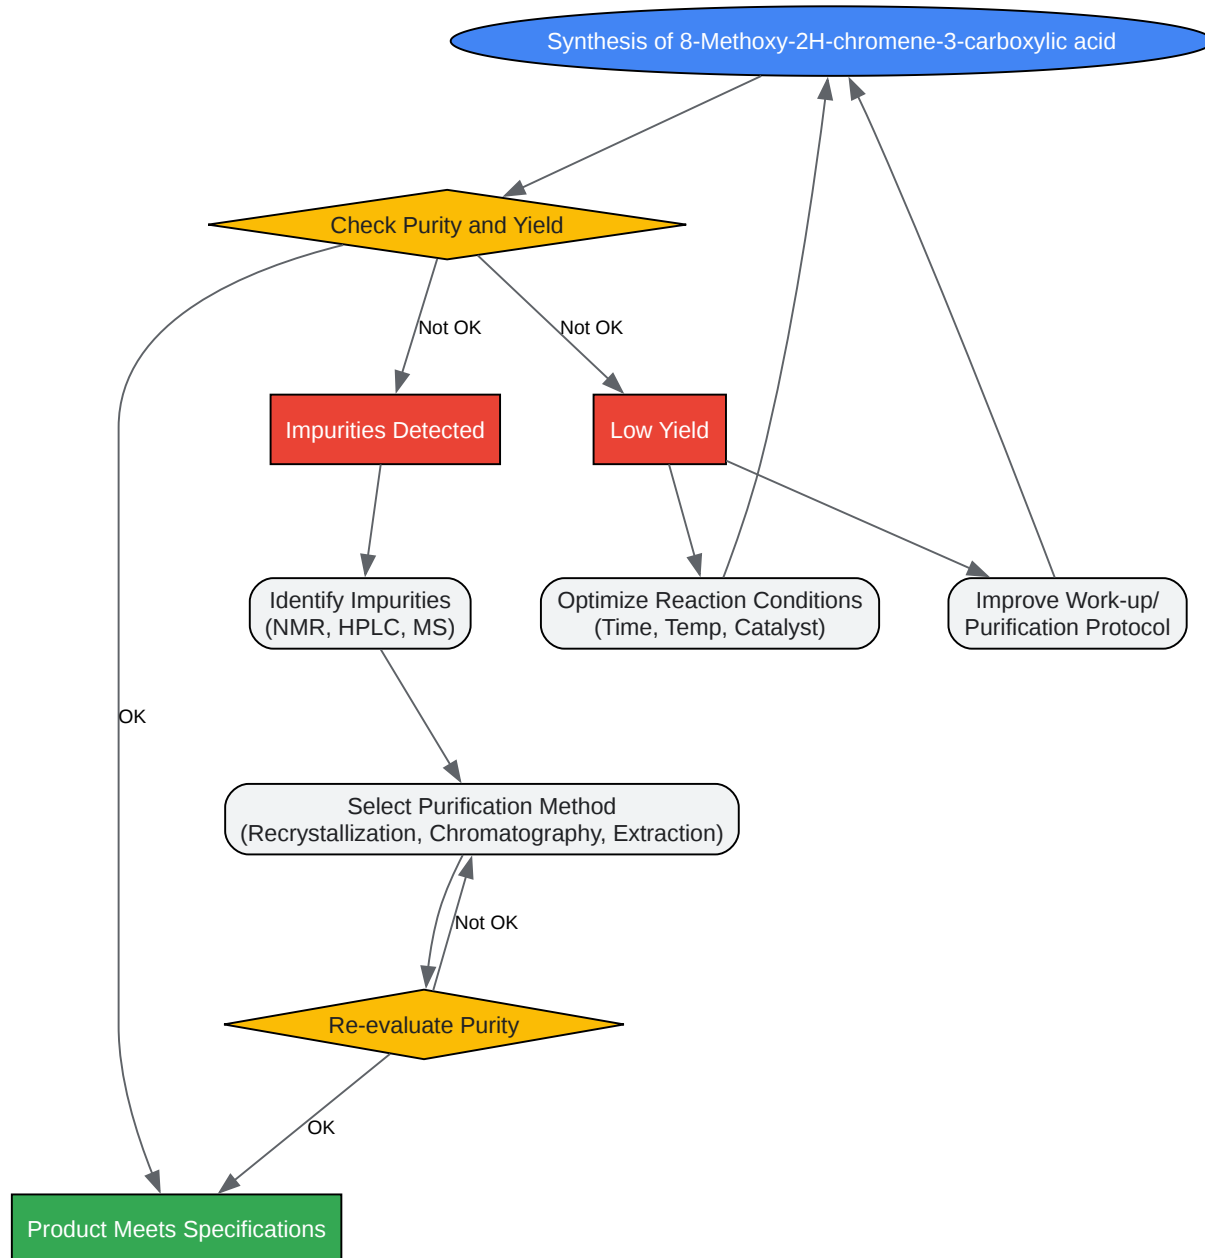 Synthesis of 8-Methoxy-2H-chromene-3-carboxylic acid
Check Purity and Yield
Not OK
Not OK
Impurities Detected
Low Yield
Identify Impurities
(NMR, HPLC, MS)
Optimize Reaction Conditions
(Time, Temp, Catalyst)
Improve Work-up/
Purification Protocol
OK
Select Purification Method
(Recrystallization, Chromatography, Extraction)
Not OK
Re-evaluate Purity
OK
Product Meets Specifications